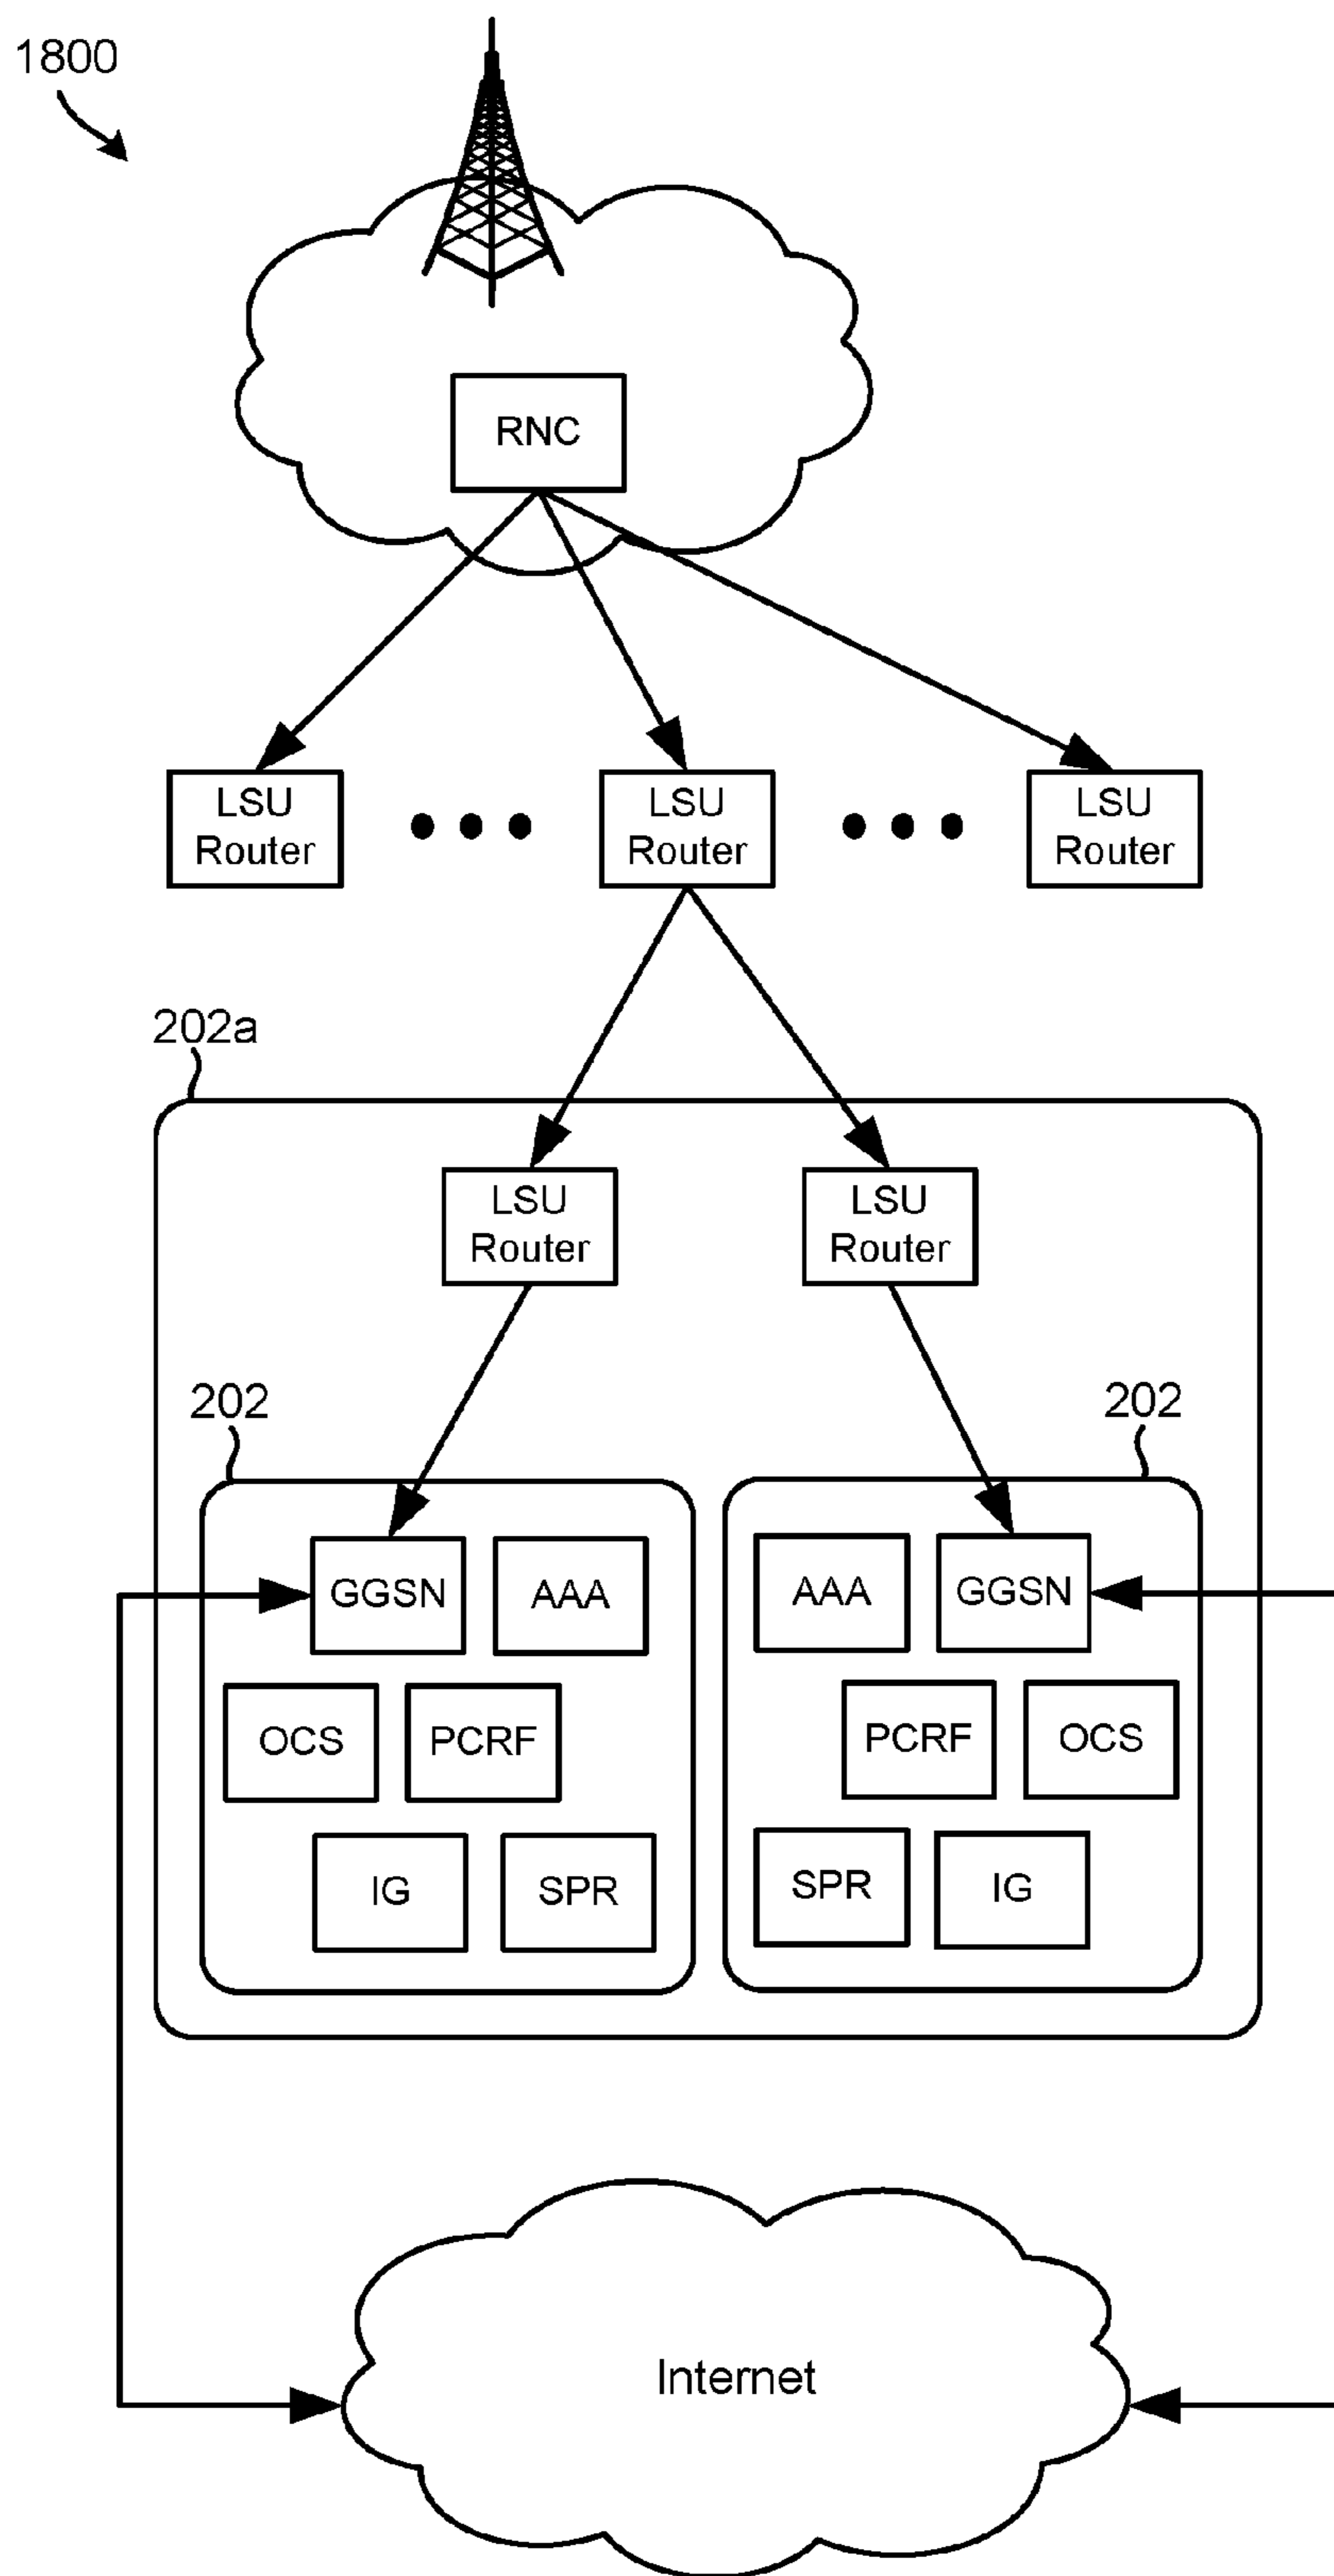 1800
RNC
LSU
Router
LSU
Router
LSU
Router
202a
LSU
Router
LSU
Router
202
202
GGSN
AAA
AAA
GGSN
OCS
PCRF
PCRF
OCS
IG
SPR
SPR
IG
Internet